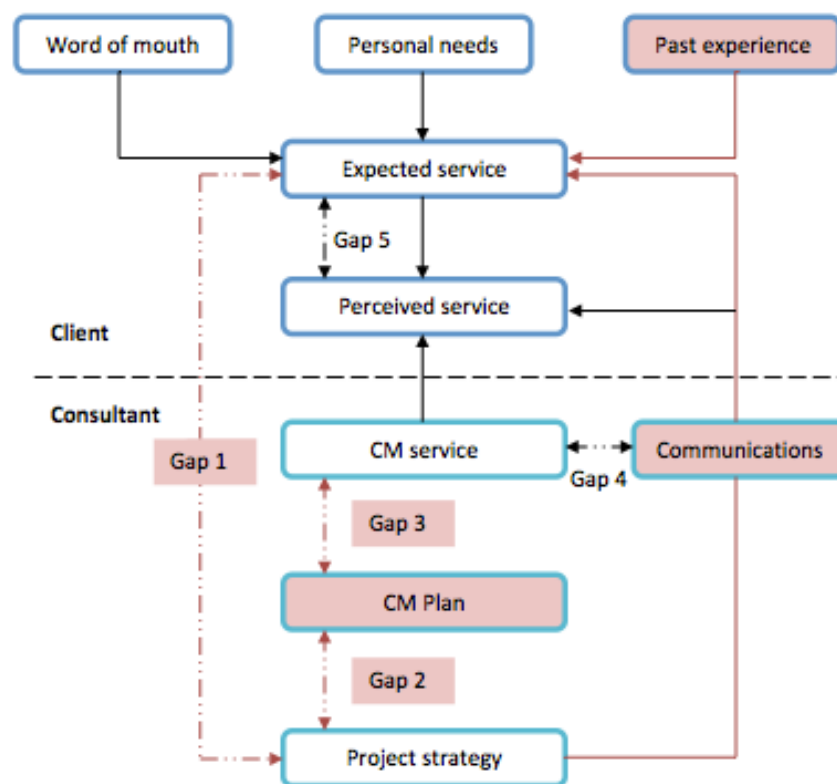 Word of mouth
Personal needs
Past experience
Expected service
Gap 5
Perceived service
Client
Consultant
CM service
Communications
Gap 1
Gap 4
Gap 3
CM Plan
Gap 2
Project strategy